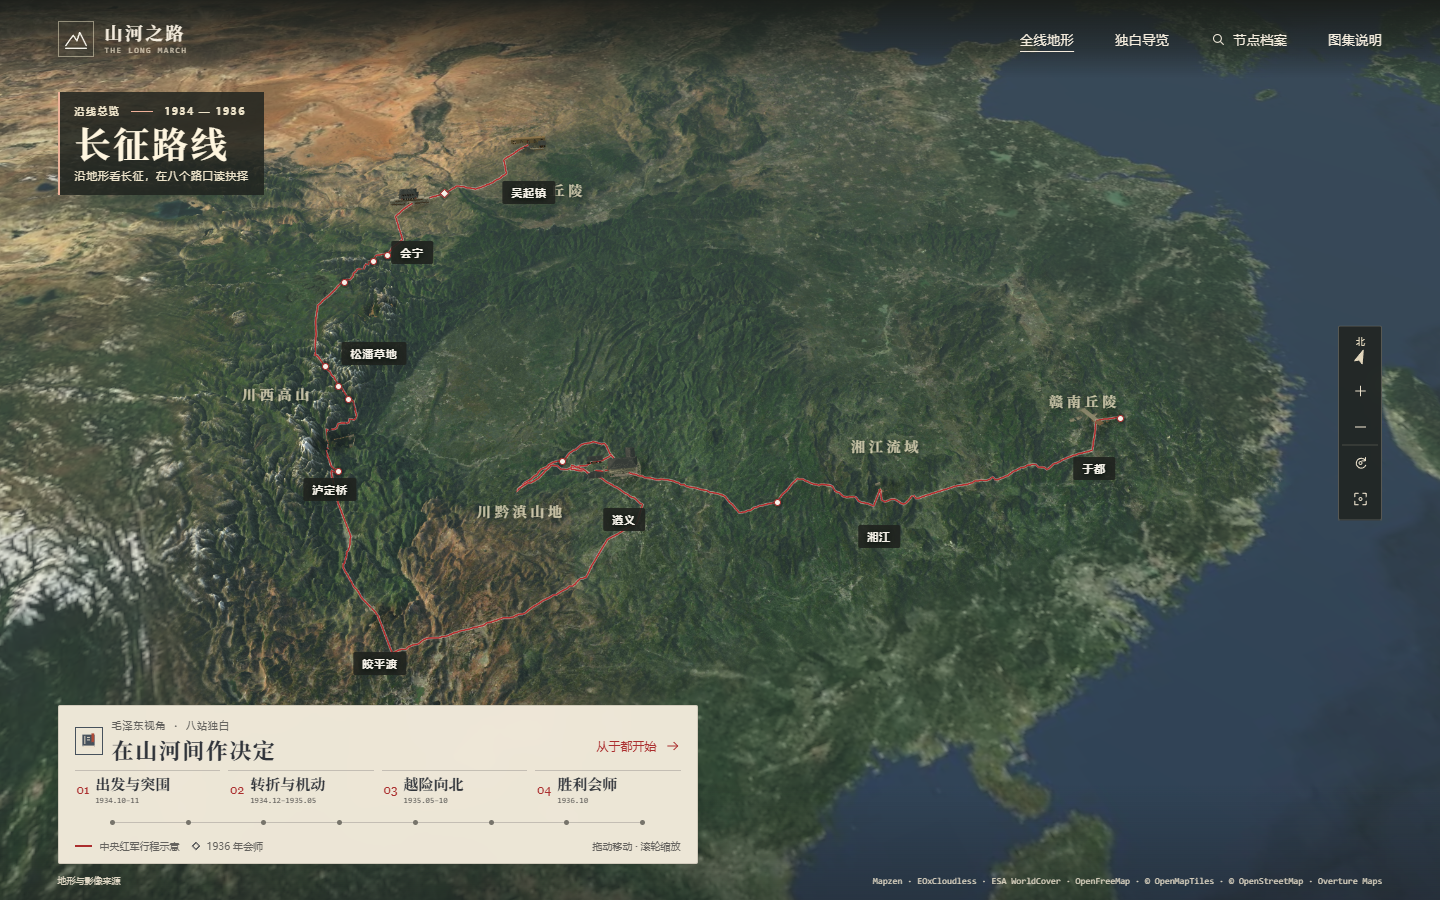 山河之路
THE LONG MARCH
全线地形
独白导览
节点档案
图集说明
沿线总览 —— 1934 — 1936
长征路线
沿地形看长征，在八个路口读抉择
吴起镇
丘陵
会宁
北
松潘草地
川西高山
赣南丘陵
湘江流域
于都
泸定桥
川黔滇山地
遵义
湘江
皎平渡
毛泽东视角 · 八站独白
在山河间作决定
从于都开始 →
01 出发与突围
1934.10–11
02 转折与机动
1934.12–1935.05
03 越险向北
1935.05–10
04 胜利会师
1936.10
中央红军行程示意
1936 年会师
拖动移动 · 滚轮缩放
地形与影像来源
Mapzen · EOxCloudless · ESA WorldCover · OpenFreeMap · © OpenMapTiles · © OpenStreetMap · Overture Maps